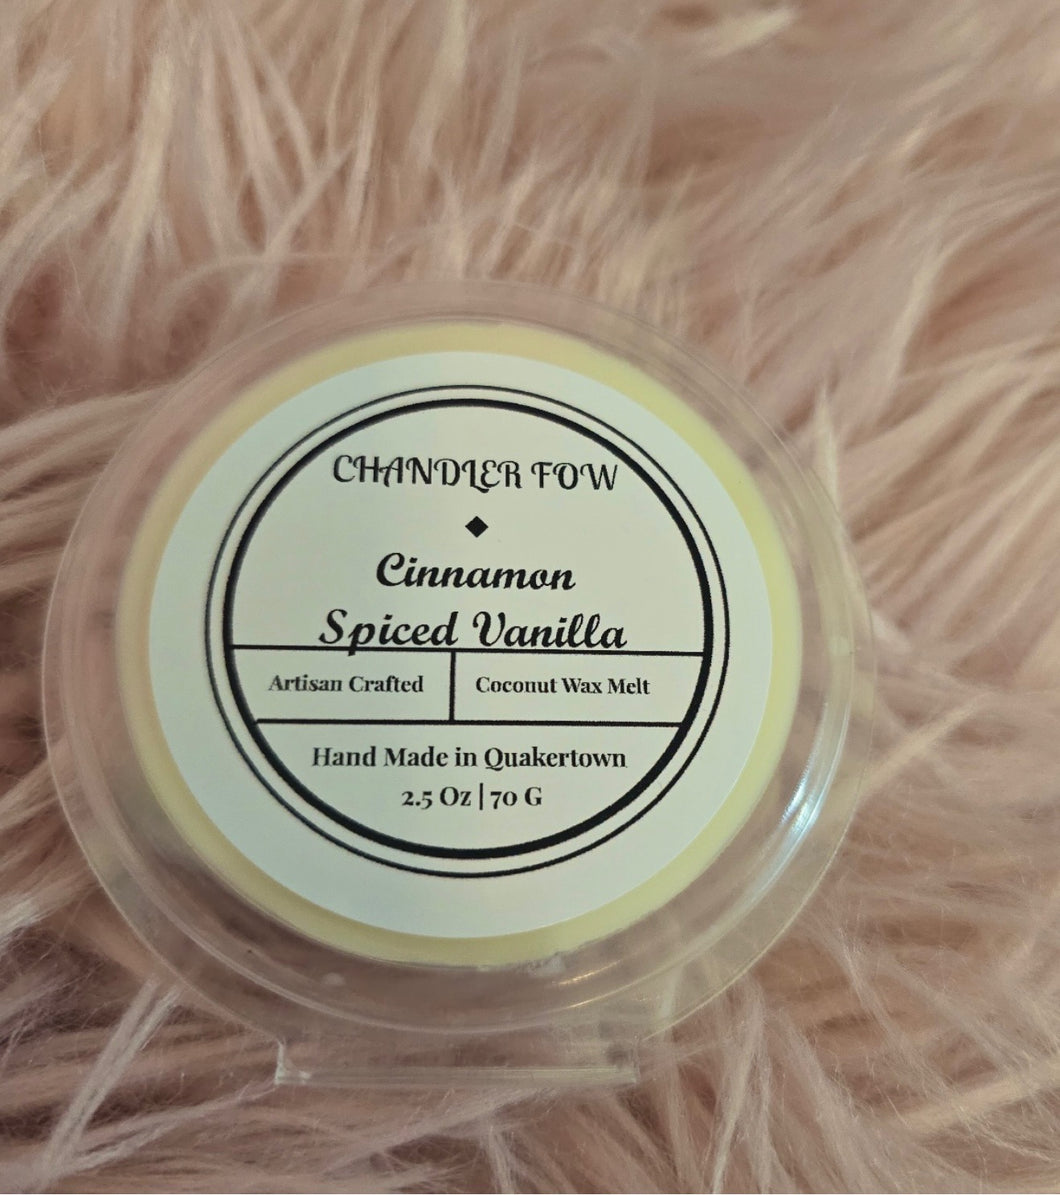 CHANDLER FOW
Cinnamon
Spiced Vanilla
Artisan Crafted
Coconut Wax Melt
Hand Made in Quakertown
2.5 Oz | 70 G